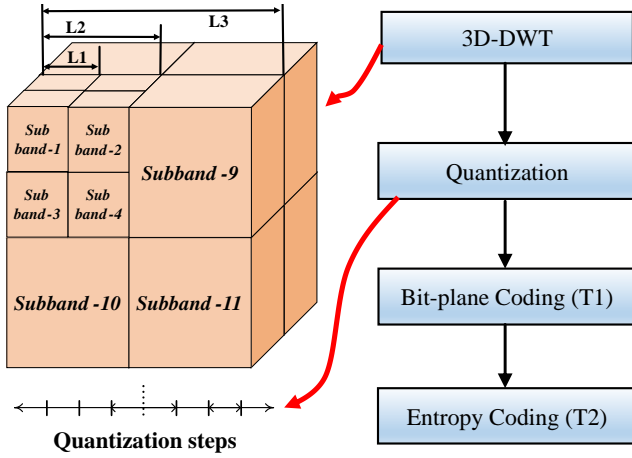 L3
L2
L1
Sub
band-1
Sub
band-2
Subband -9
Sub
band-3
Sub
band-4
Subband -10
Subband -11
Quantization steps
3D-DWT
Quantization
Bit-plane Coding (T1)
Entropy Coding (T2)